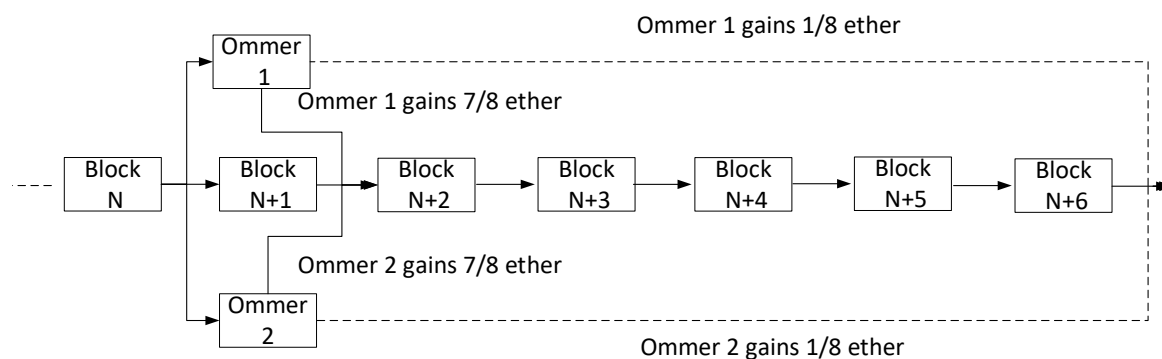 Ommer 1 gains 1/8 ether
Ommer
1
Ommer 1 gains 7/8 ether
Block
N
Block
N+1
Block
N+2
Block
N+3
Block
N+4
Block
N+5
Block
N+6
Ommer 2 gains 7/8 ether
Ommer
2
Ommer 2 gains 1/8 ether